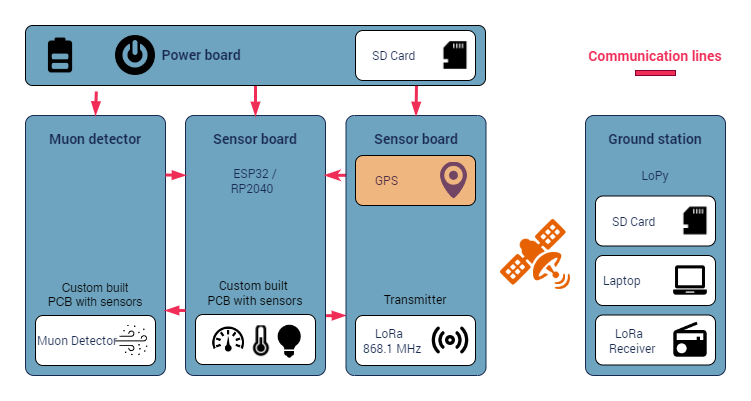 Power board
SD Card
Communication lines
Muon detector
Sensor board
Sensor board
Ground station
ESP32 /
RP2040
GPS
LoPy
SD Card
Custom built
PCB with sensors
Custom built
PCB with sensors
Transmitter
Laptop
Muon Detector
LoRa
868.1 MHz
LoRa
Receiver